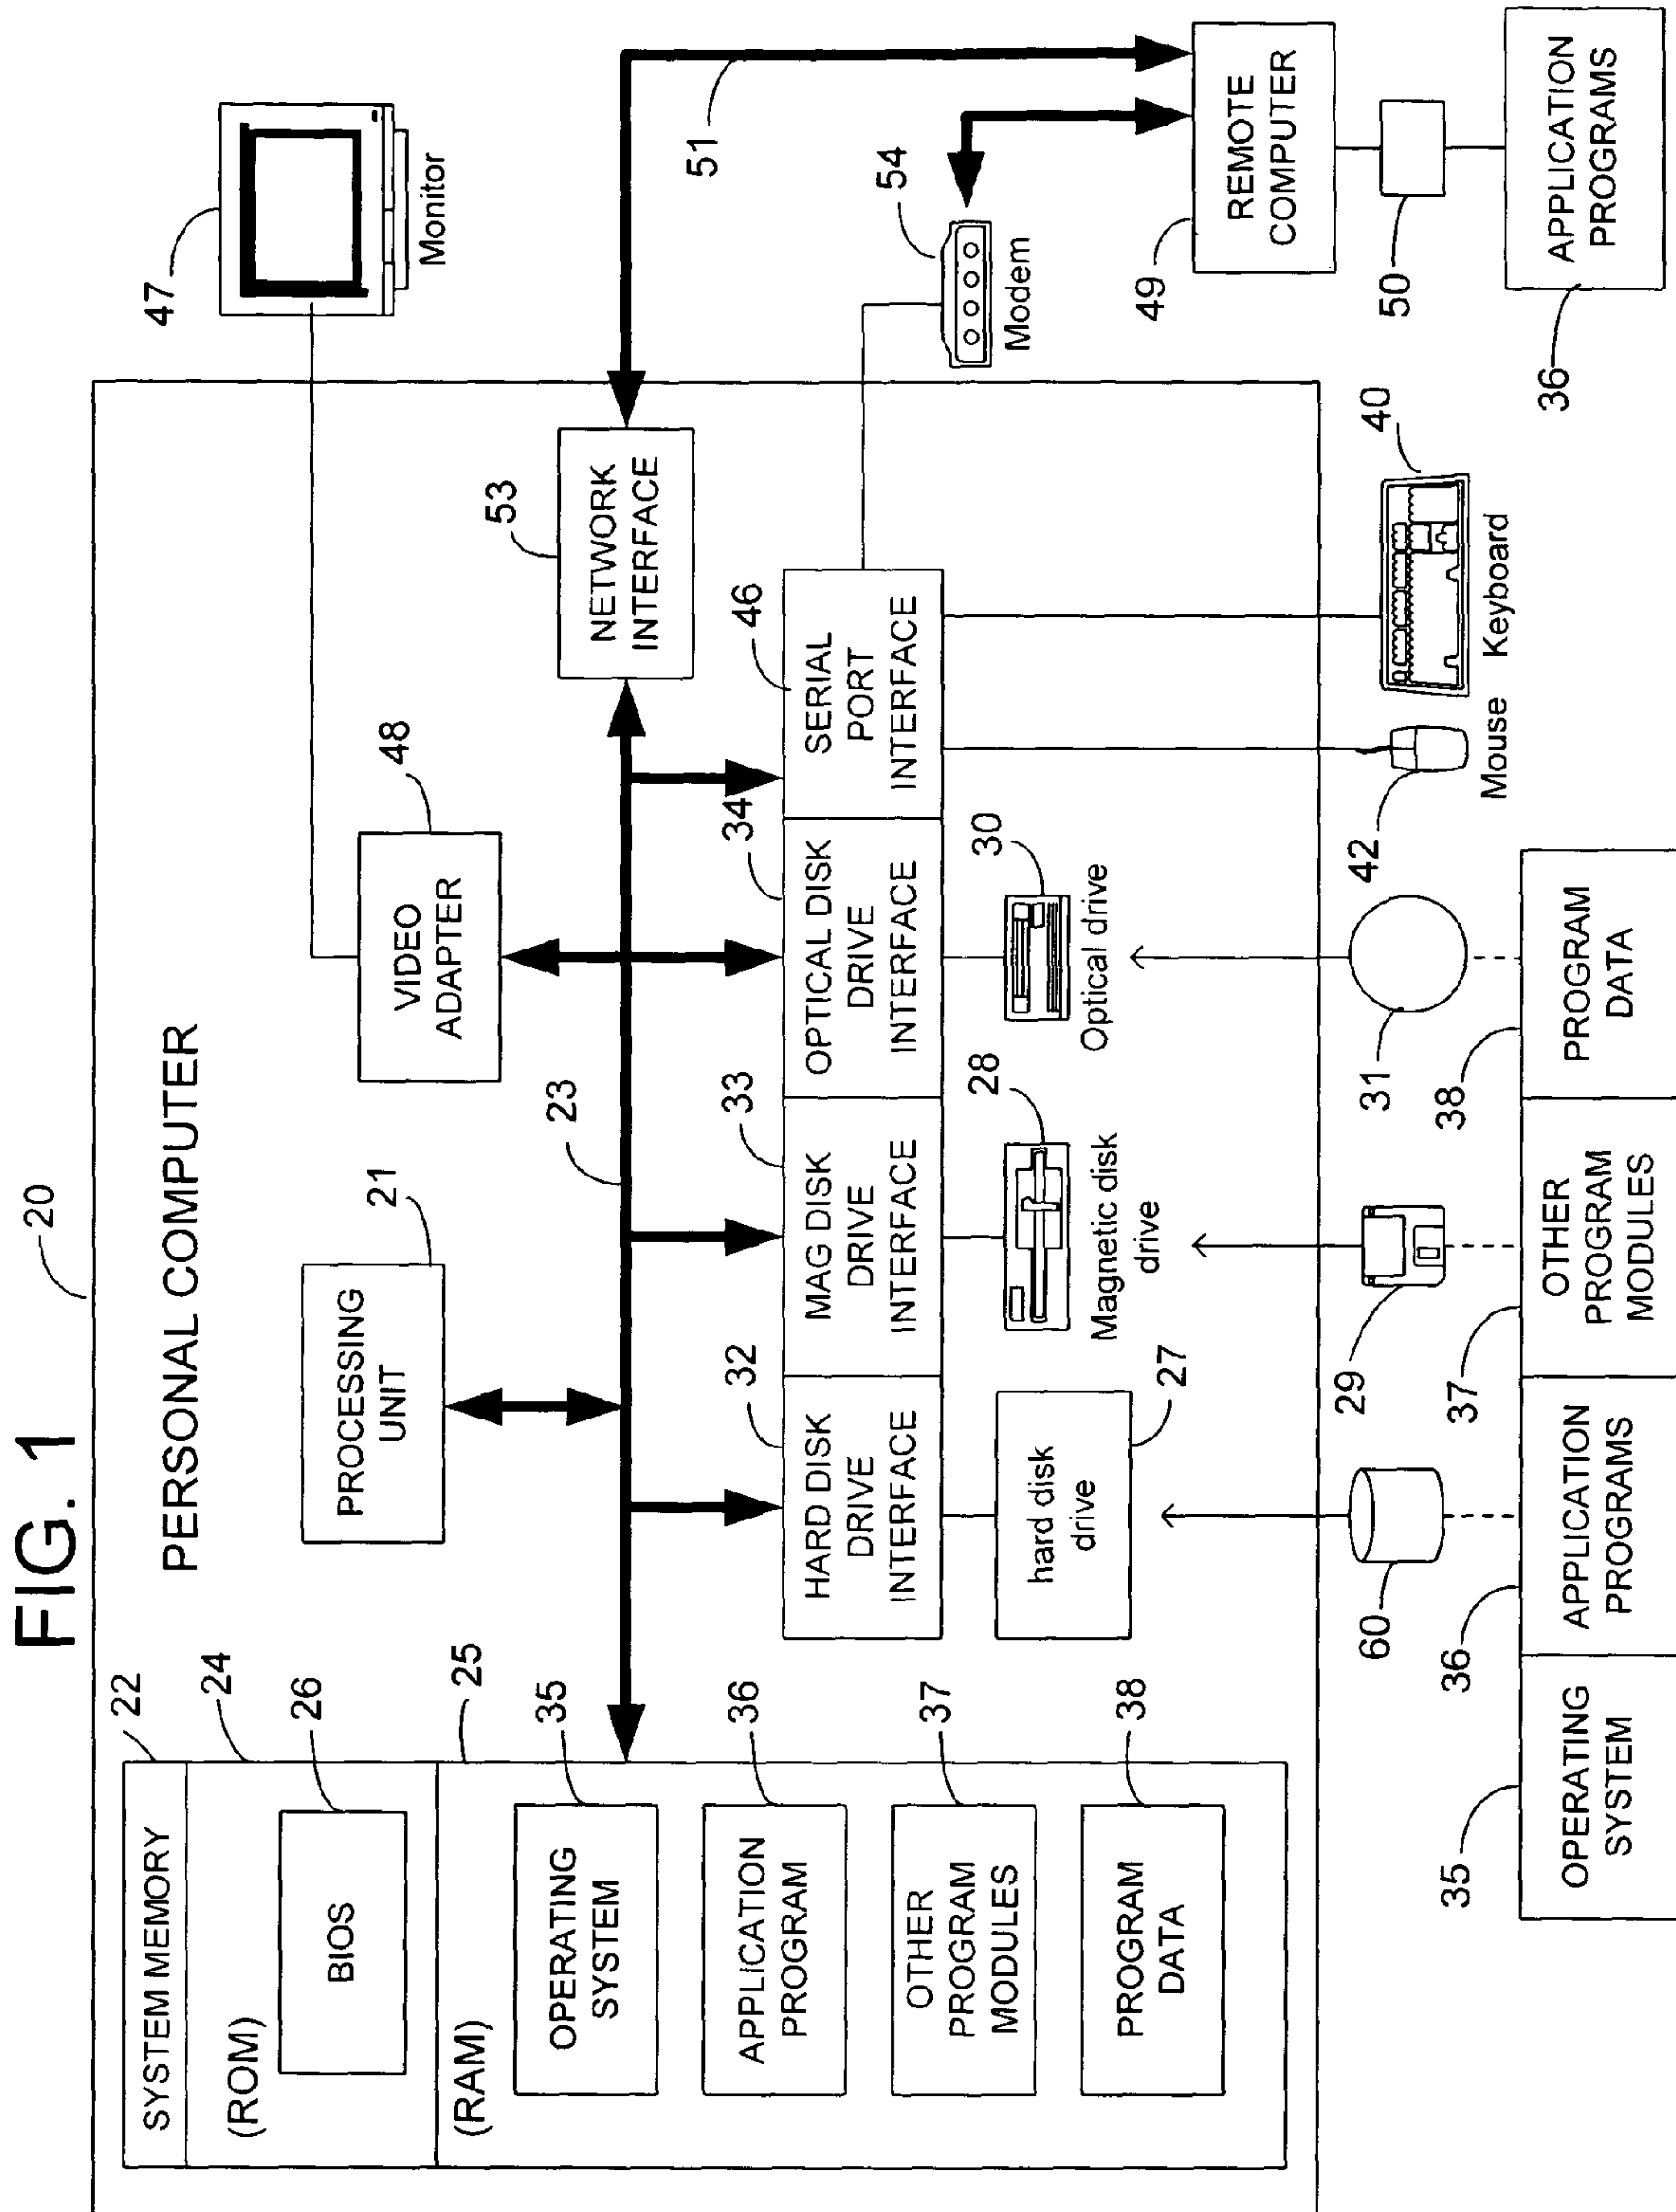 FIG. 1
20
PERSONAL COMPUTER
22
SYSTEM MEMORY
24
(ROM)
26
BIOS
25
(RAM)
35
OPERATING
SYSTEM
36
APPLICATION
PROGRAM
37
OTHER
PROGRAM
MODULES
38
PROGRAM
DATA
21
PROCESSING
UNIT
23
48
VIDEO
ADAPTER
47
Monitor
53
NETWORK
INTERFACE
51
32
HARD DISK
DRIVE
INTERFACE
33
MAG DISK
DRIVE
INTERFACE
34
OPTICAL DISK
DRIVE
INTERFACE
46
SERIAL
PORT
INTERFACE
54
Modem
hard disk
drive
27
28
Magnetic disk
drive
30
Optical drive
49
REMOTE
COMPUTER
50
36
APPLICATION
PROGRAMS
60
29
31
42
Mouse
40
Keyboard
35
OPERATING
SYSTEM
36
APPLICATION
PROGRAMS
37
OTHER
PROGRAM
MODULES
38
PROGRAM
DATA